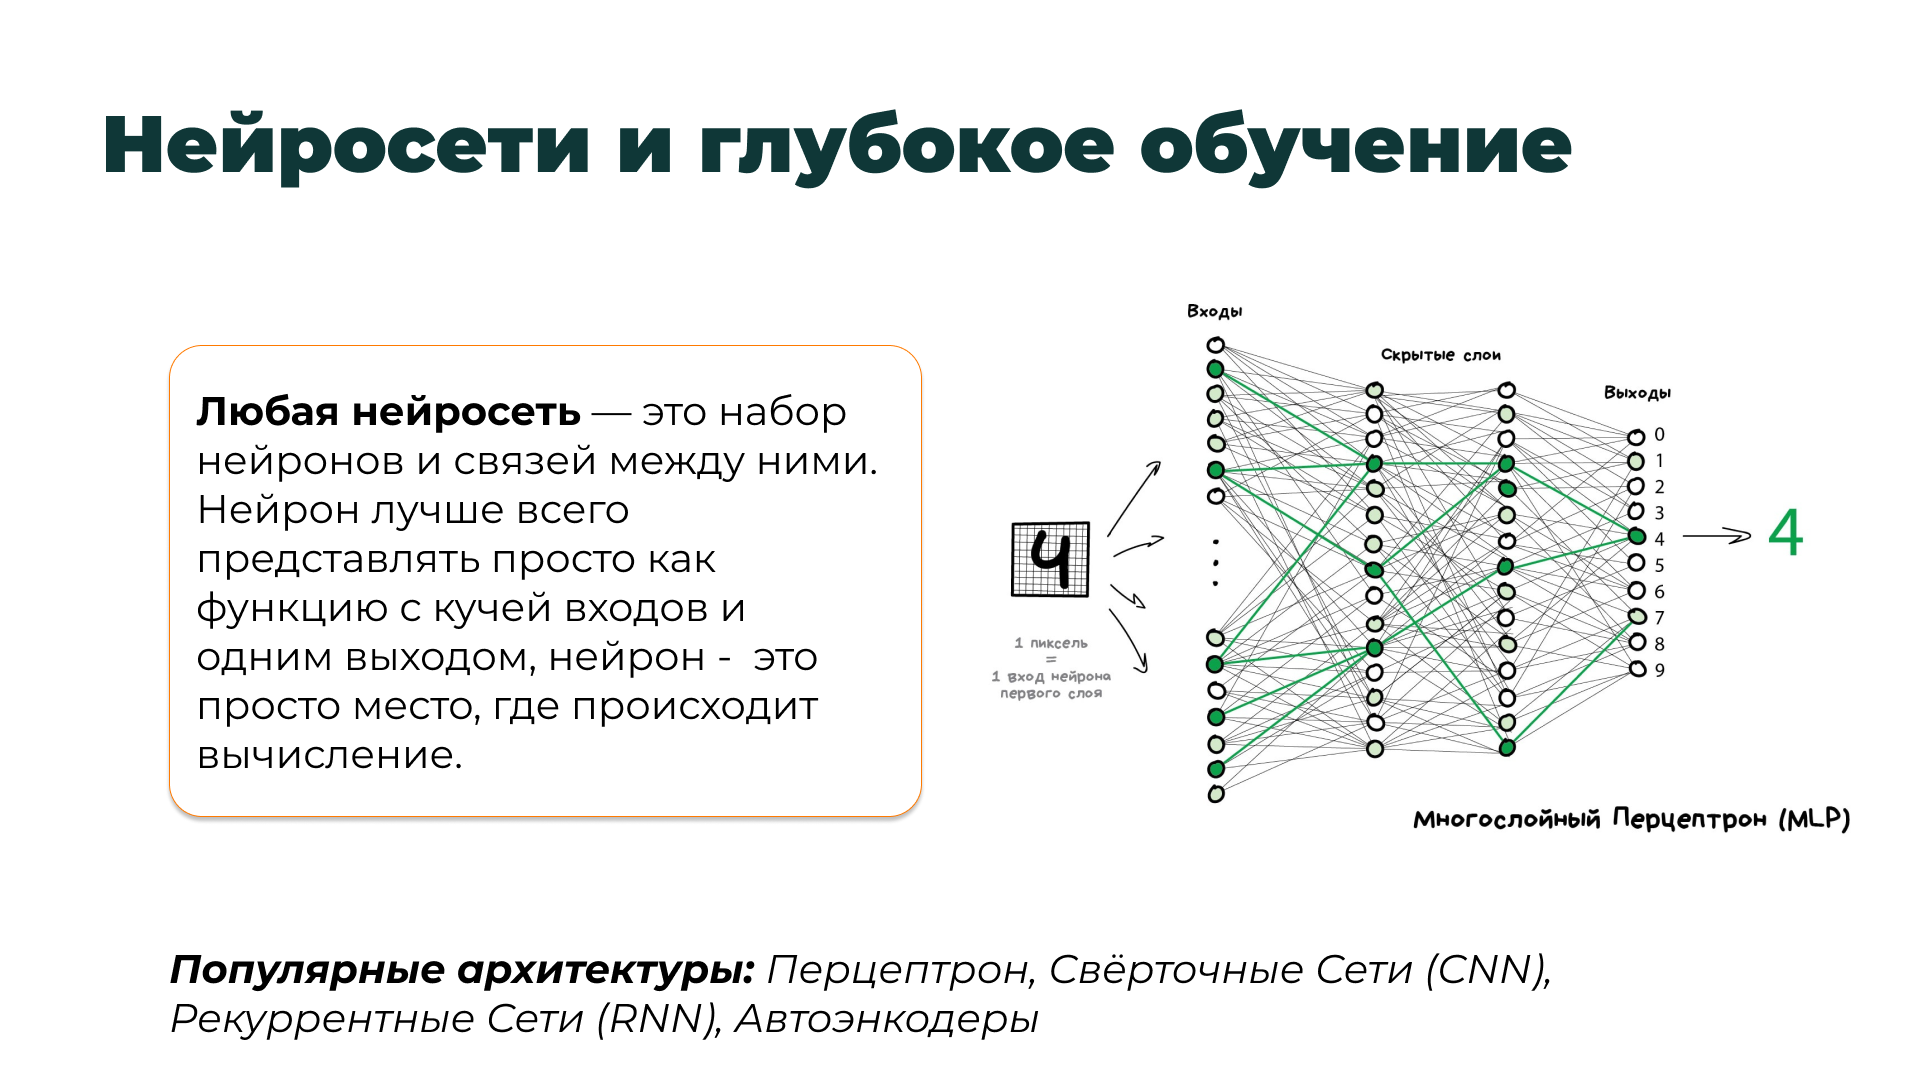 Нейросети и глубокое обучение
Любая нейросеть — это набор
нейронов и связей между ними.
Нейрон лучше всего
представлять просто как
функцию с кучей входов и
одним выходом, нейрон - это
просто место, где происходит
вычисление.
4
1 пиксель
=
1 вход нейрона
первого слоя
Входы
Скрытые слои
Выходы
0
1
2
3
4
5
6
7
8
9
4
Многослойный Перцептрон (MLP)
Популярные архитектуры: Перцептрон, Свёрточные Сети (CNN),
Рекуррентные Сети (RNN), Автоэнкодеры